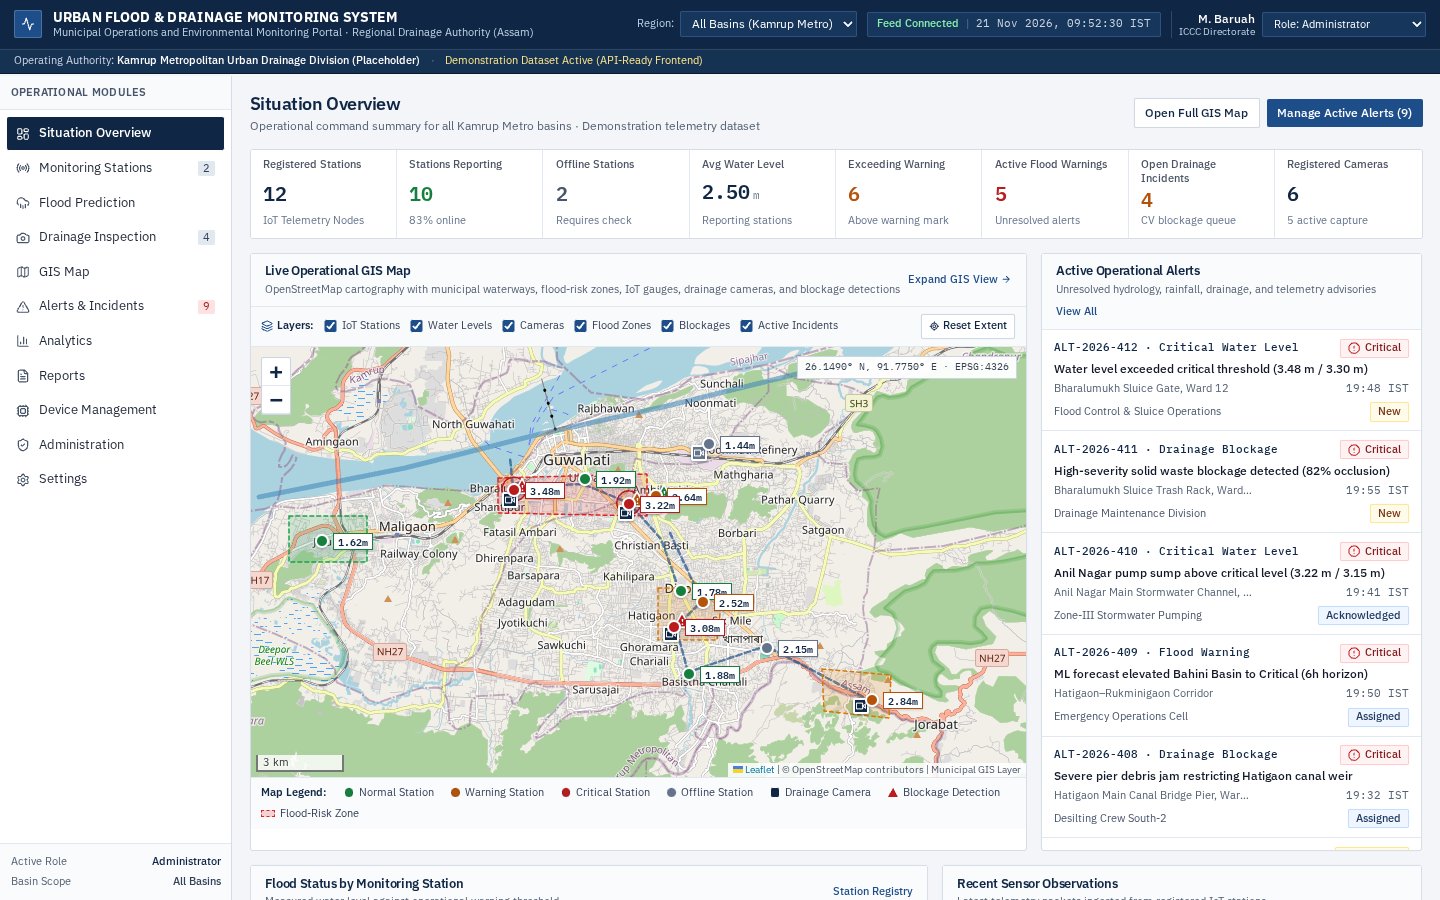 URBAN FLOOD & DRAINAGE MONITORING SYSTEM
Municipal Operations and Environmental Monitoring Portal · Regional Drainage Authority (Assam)
Region:
All Basins (Kamrup Metro)
Feed Connected | 21 Nov 2026, 09:52:30 IST
M. Baruah
ICCC Directorate
Role: Administrator
Operating Authority: Kamrup Metropolitan Urban Drainage Division (Placeholder) · Demonstration Dataset Active (API-Ready Frontend)
OPERATIONAL MODULES
Situation Overview
Monitoring Stations 2
Flood Prediction
Drainage Inspection 4
GIS Map
Alerts & Incidents 9
Analytics
Reports
Device Management
Administration
Settings
Active Role Administrator
Basin Scope All Basins
Situation Overview
Operational command summary for all Kamrup Metro basins · Demonstration telemetry dataset
Open Full GIS Map
Manage Active Alerts (9)
Registered Stations
12
IoT Telemetry Nodes
Stations Reporting
10
83% online
Offline Stations
2
Requires check
Avg Water Level
2.50 m
Reporting stations
Exceeding Warning
6
Above warning mark
Active Flood Warnings
5
Unresolved alerts
Open Drainage
Incidents
4
CV blockage queue
Registered Cameras
6
5 active capture
Live Operational GIS Map
OpenStreetMap cartography with municipal waterways, flood-risk zones, IoT gauges, drainage cameras, and blockage detections
Expand GIS View →
Layers:
IoT Stations
Water Levels
Cameras
Flood Zones
Blockages
Active Incidents
Reset Extent
+
−
26.1490° N, 91.7750° E · EPSG:4326
Sipajhar
Sunchali
SH3
Rajbhawan
Noonmati
North Guwahati
Amingaon
1.44m
Guwahati
Mathgharia
1.92m
3.48m
3.22m
Pathar Quarry
Maligaon
Fatasil Ambari
Borbari
Satgaon
1.62m
Railway Colony
Christian Basti
Dhirenpara
Barsapara
Kahilipara
H17
1.78m
2.52m
Adagudam
Hatigaon
Jyotikuchi
3.08m
Mile
Sawkuchi
Ghoramara
Chariali
2.15m
Deepor
Beel-WLS
NH27
NH27
1.88m
Sarusajai
2.84m
Jorabat
3 km
Leaflet | © OpenStreetMap contributors | Municipal GIS Layer
Map Legend:
Normal Station
Warning Station
Critical Station
Offline Station
Drainage Camera
Blockage Detection
Flood-Risk Zone
Active Operational Alerts
Unresolved hydrology, rainfall, drainage, and telemetry advisories
View All
ALT-2026-412 · Critical Water Level Critical
Water level exceeded critical threshold (3.48 m / 3.30 m)
Bharalumukh Sluice Gate, Ward 12 19:48 IST
Flood Control & Sluice Operations New
ALT-2026-411 · Drainage Blockage Critical
High-severity solid waste blockage detected (82% occlusion)
Bharalumukh Sluice Trash Rack, Ward... 19:55 IST
Drainage Maintenance Division New
ALT-2026-410 · Critical Water Level Critical
Anil Nagar pump sump above critical level (3.22 m / 3.15 m)
Anil Nagar Main Stormwater Channel, ... 19:41 IST
Zone-III Stormwater Pumping Acknowledged
ALT-2026-409 · Flood Warning Critical
ML forecast elevated Bahini Basin to Critical (6h horizon)
Hatigaon–Rukminigaon Corridor 19:50 IST
Emergency Operations Cell Assigned
ALT-2026-408 · Drainage Blockage Critical
Severe pier debris jam restricting Hatigaon canal weir
Hatigaon Main Canal Bridge Pier, War... 19:32 IST
Desilting Crew South-2 Assigned
Flood Status by Monitoring Station
Station Registry
Recent Sensor Observations